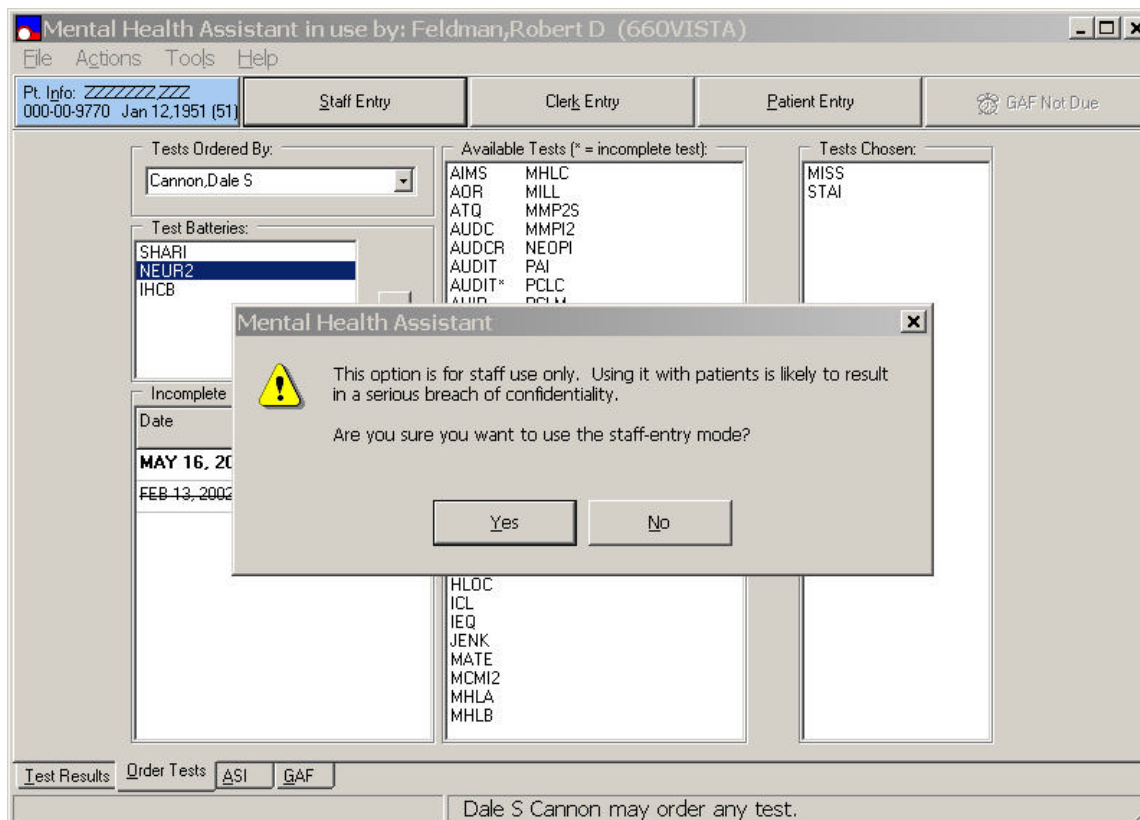 Mental Health Assistant in use by: Feldman,Robert D (660VISTA)
File Actions Tools Help
Pt. Info: ZZZZZZZ,ZZZ
000-00-9770 Jan 12,1951 (51)
Staff Entry
Clerk Entry
Patient Entry
GAF Not Due
Tests Ordered By:
Cannon,Dale S
Test Batteries:
SHARI
NEUR2
IHCB
Incomplete
Date
MAY 16, 20
FEB 13, 2002
Available Tests (* = incomplete test):
AIMS MHLC
AOR MILL
ATQ MMP2S
AUDC MMPI2
AUDCR NEOPI
AUDIT PAI
AUDIT* PCLC
AUIR PCLM
HLOC
ICL
IEQ
JENK
MATE
MCMI2
MHLA
MHLB
Tests Chosen:
MISS
STAI
Mental Health Assistant
This option is for staff use only. Using it with patients is likely to result
in a serious breach of confidentiality.
Are you sure you want to use the staff-entry mode?
Yes
No
Test Results
Order Tests
ASI
GAF
Dale S Cannon may order any test.